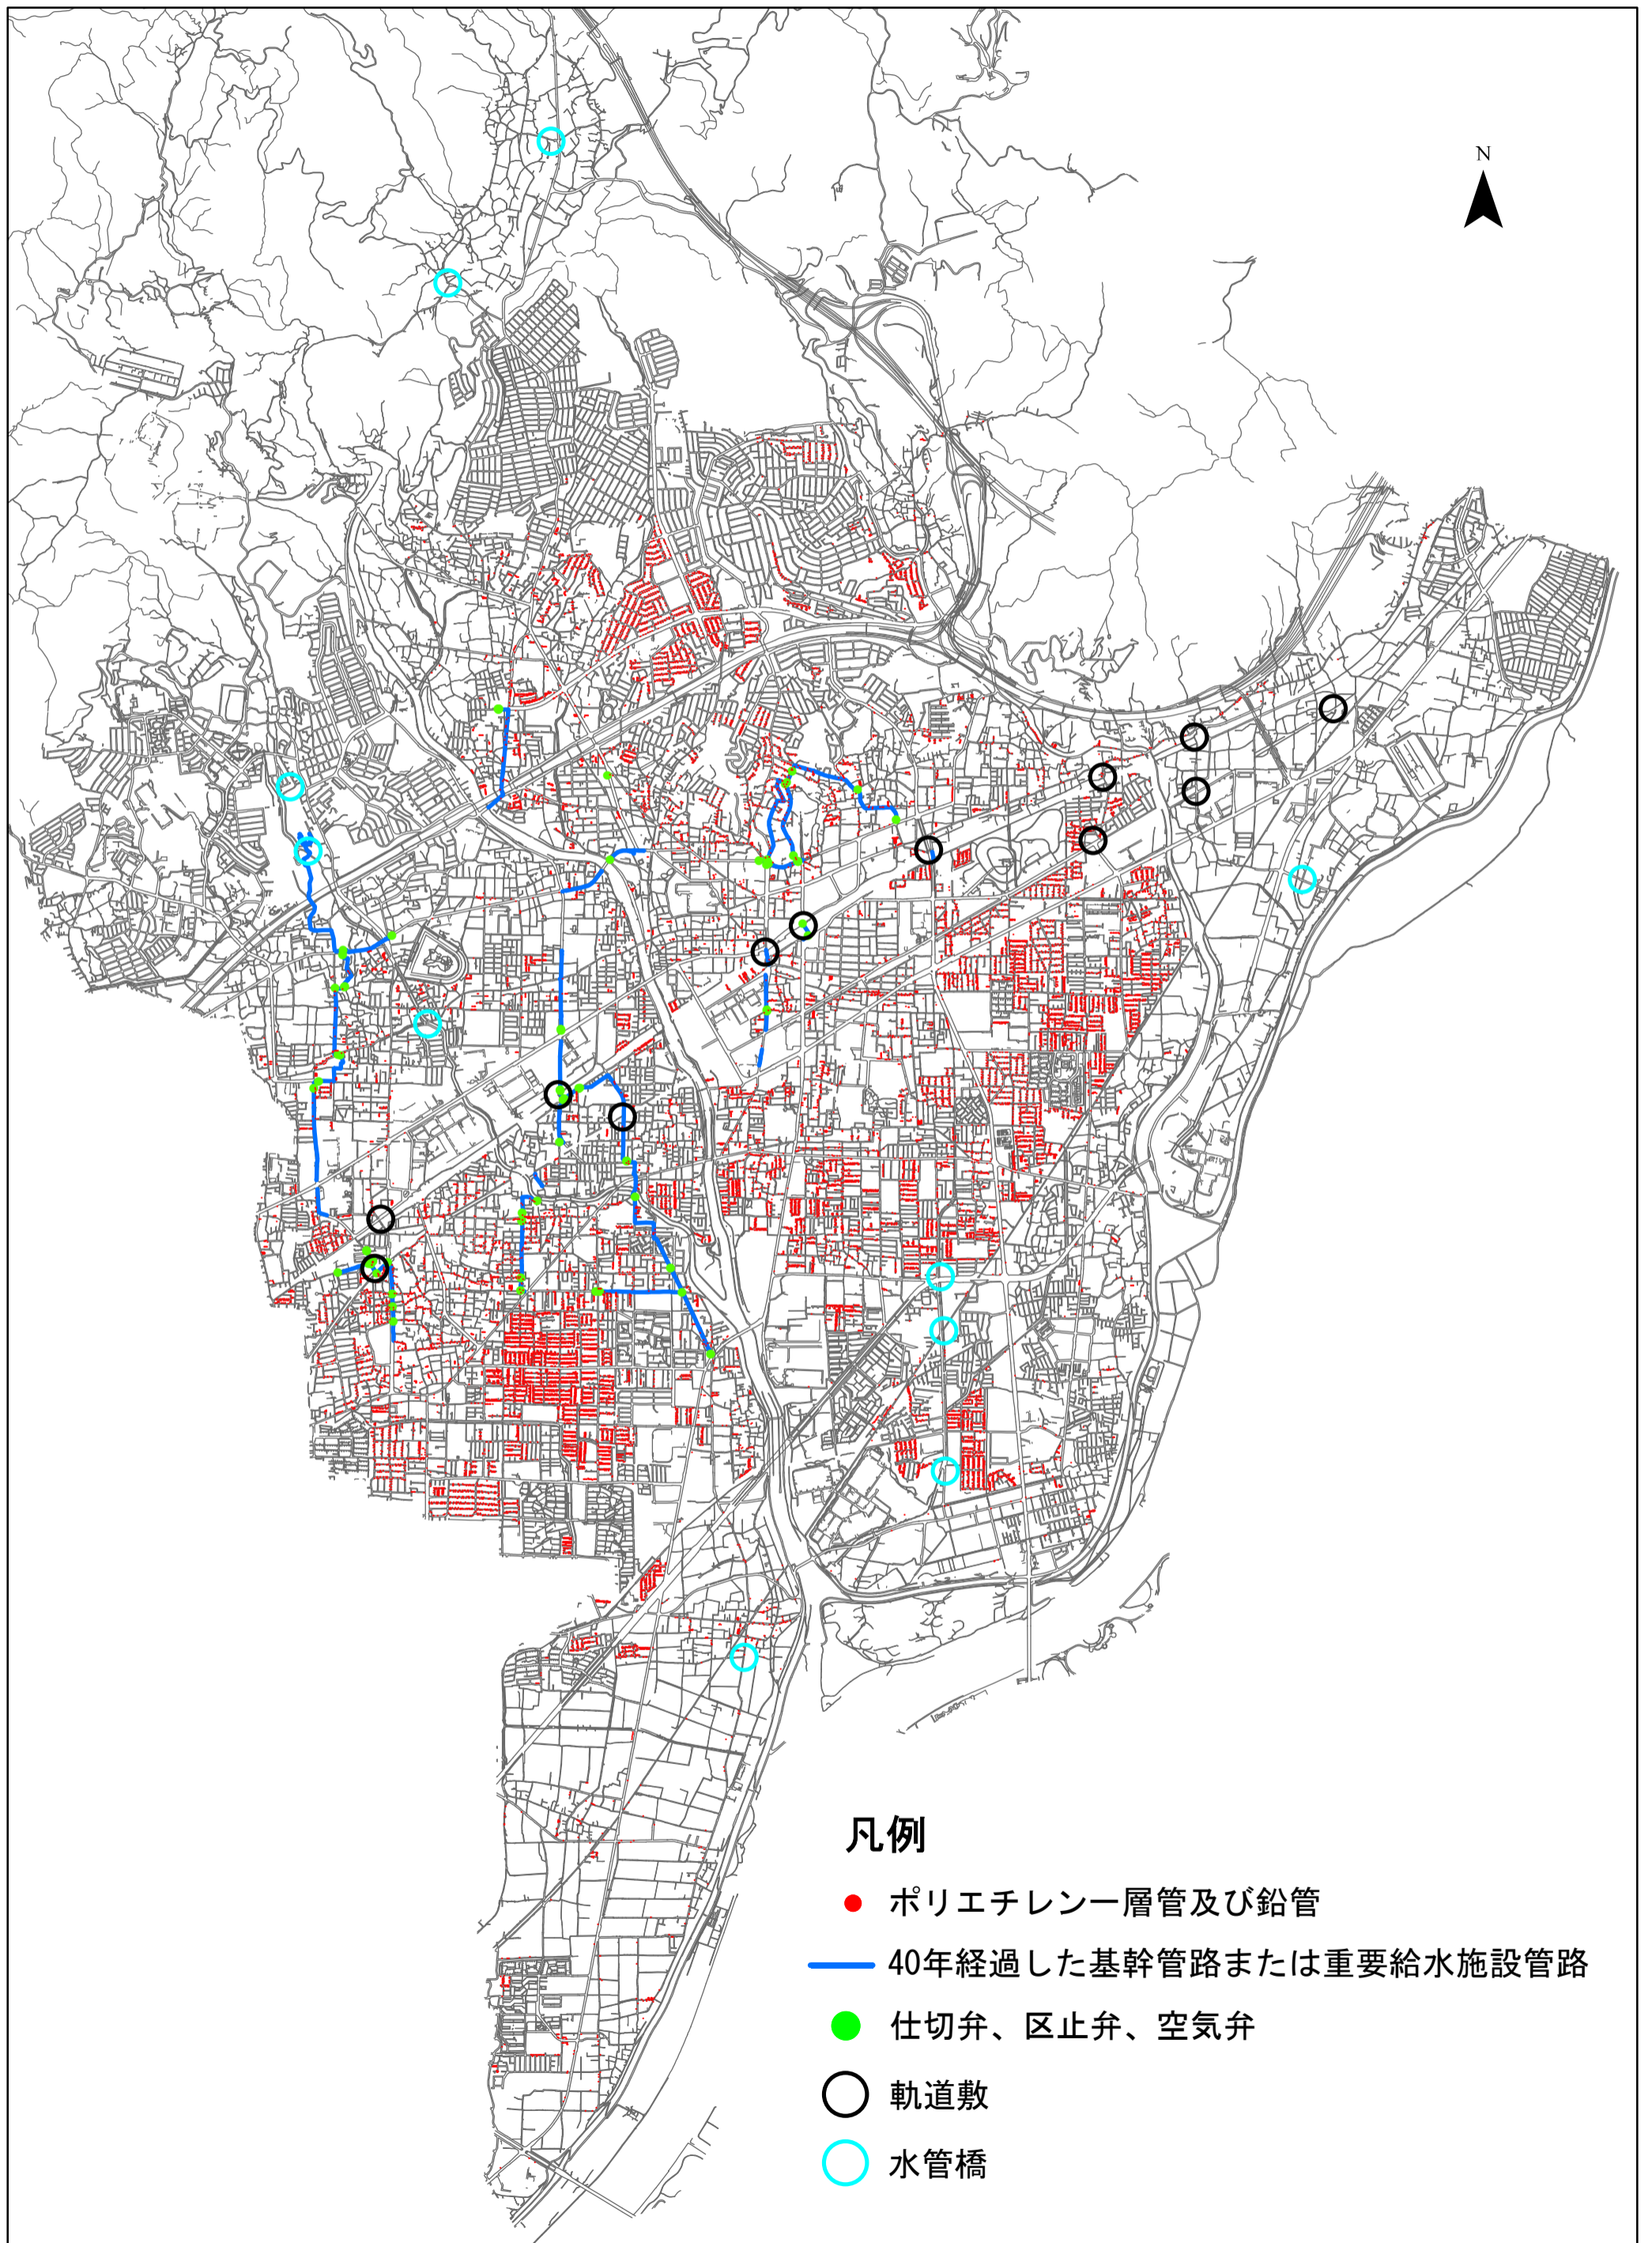 N
凡例
ポリエチレン一層管及び鉛管
40年経過した基幹管路または重要給水施設管路
仕切弁、区止弁、空気弁
軌道敷
水管橋